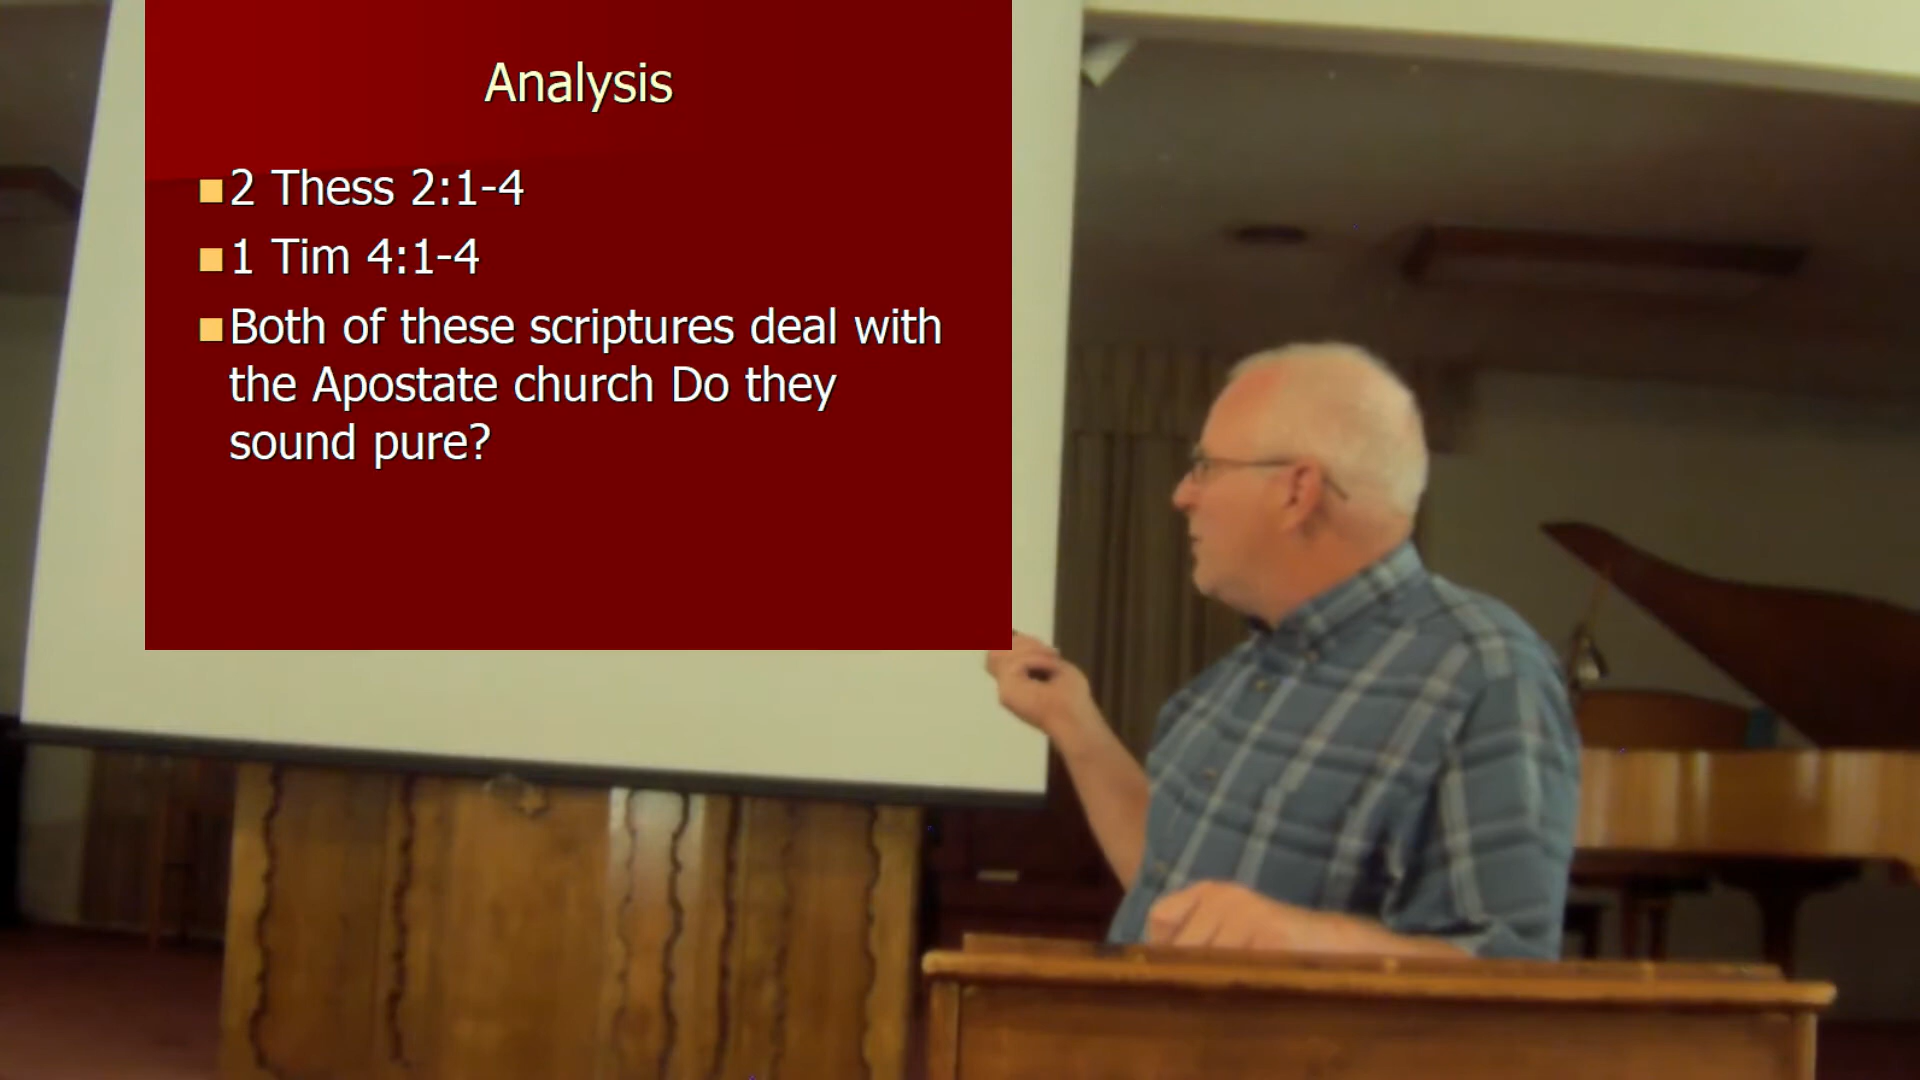 Analysis
2 Thess 2:1-4
1 Tim 4:1-4
Both of these scriptures deal with
the Apostate church Do they
sound pure?